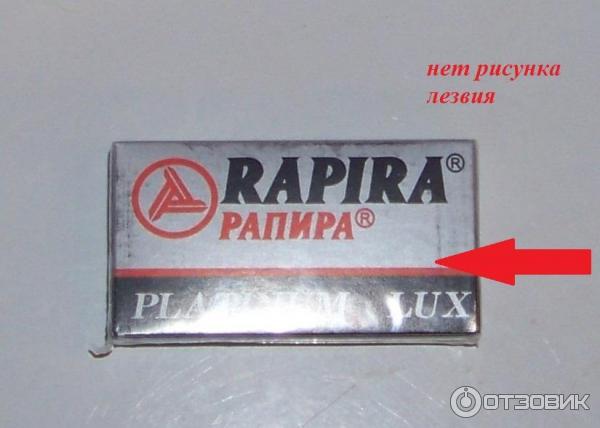 нет рисунка
лезвия
RAPIRA®
РАПИРА®
PLATINUM LUX
ОТЗОВИК